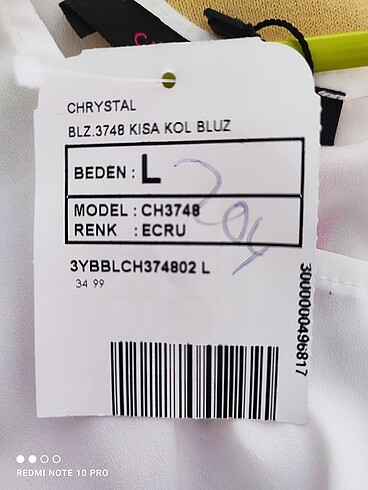 CHRYSTAL
BLZ.3748 KISA KOL BLUZ
BEDEN : L
204
MODEL : CH3748
RENK : ECRU
3YBBLCH374802 L
34 99
3000000496817
REDMI NOTE 10 PRO